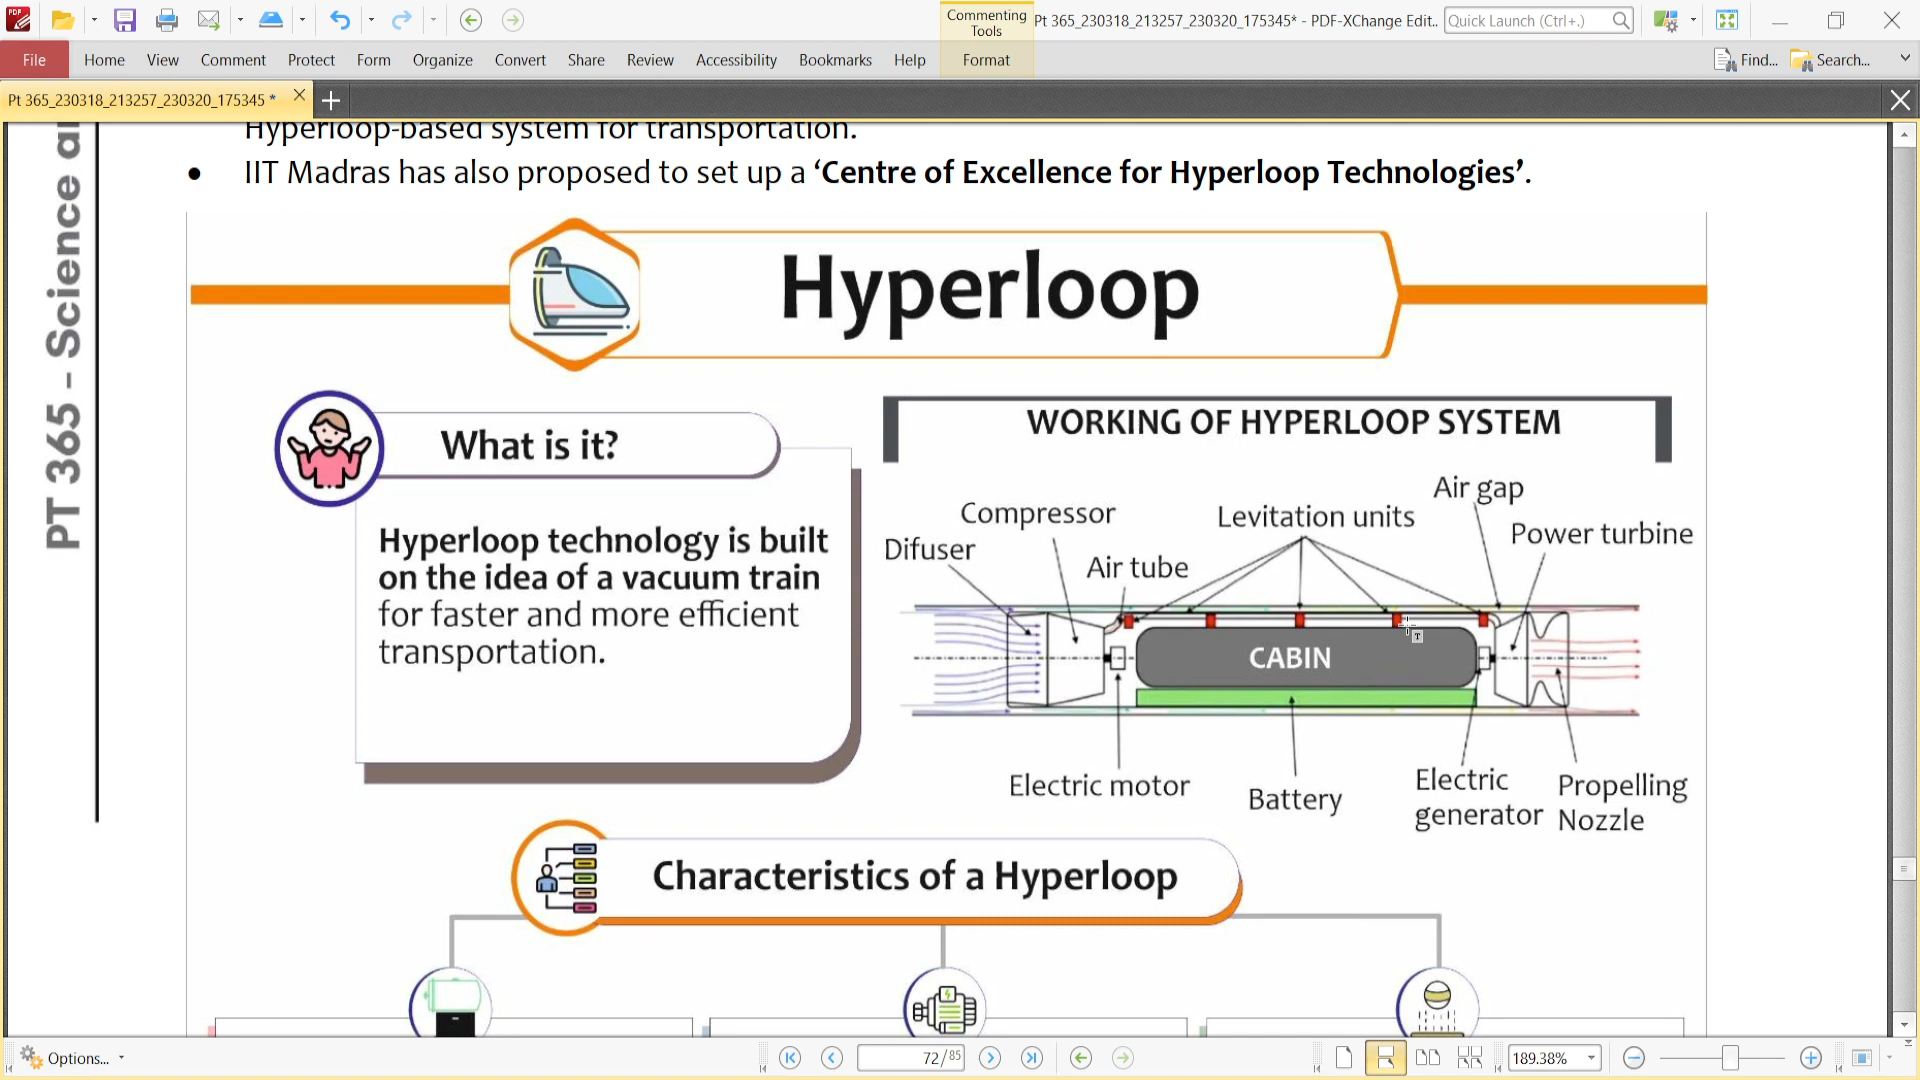 Commenting
Tools
Pt 365_230318_213257_230320_175345* - PDF-XChange Edit..
Quick Launch (Ctrl+.)
File Home View Comment Protect Form Organize Convert Share Review Accessibility Bookmarks Help Format
Find... Search...
Pt 365_230318_213257_230320_175345 *
PT 365 - Science a
Hyperloop-based system for transportation.
• IIT Madras has also proposed to set up a ‘Centre of Excellence for Hyperloop Technologies’.
Hyperloop
What is it?
Hyperloop technology is built
on the idea of a vacuum train
for faster and more efficient
transportation.
WORKING OF HYPERLOOP SYSTEM
Difuser
Compressor
Air tube
Levitation units
Air gap
Power turbine
CABIN
Electric motor
Battery
Electric
generator
Propelling
Nozzle
Characteristics of a Hyperloop
Options...
72/85
189.38%